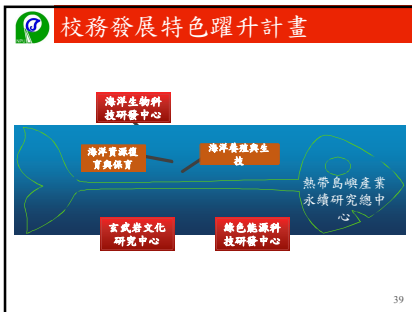 校務發展特色躍升計畫
海洋生物科
技研發中心
海洋資源復
育與保育
海洋養殖與生
技
熱帶島嶼產業
永續研究總中
心
玄武岩文化
研究中心
綠色能源科
技研發中心
39